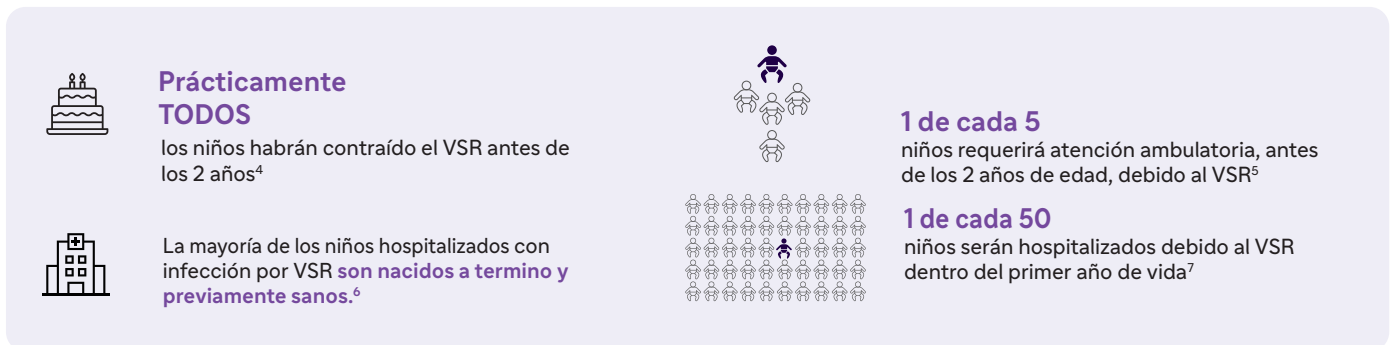 Prácticamente
TODOS
los niños habrán contraído el VSR antes de
los 2 años⁴
La mayoría de los niños hospitalizados con
infección por VSR son nacidos a termino y
previamente sanos.⁶
1 de cada 5
niños requerirá atención ambulatoria, antes
de los 2 años de edad, debido al VSR⁵
1 de cada 50
niños serán hospitalizados debido al VSR
dentro del primer año de vida⁷